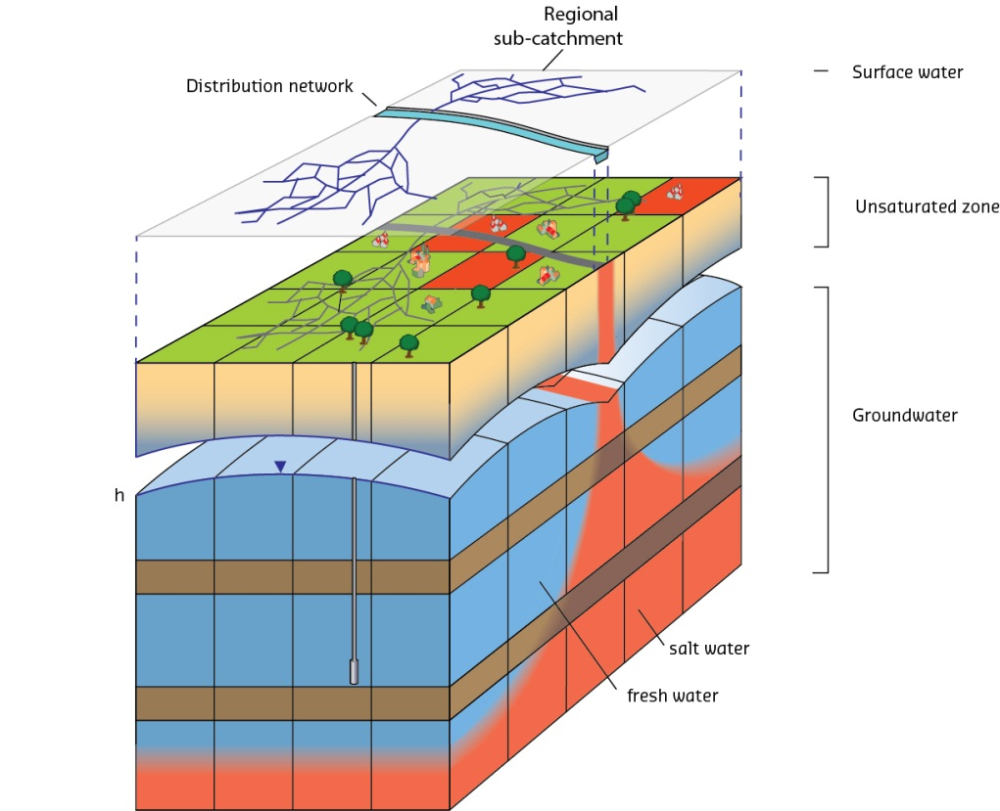 Regional
sub-catchment
Surface water
Distribution network
Unsaturated zone
Groundwater
h
salt water
fresh water